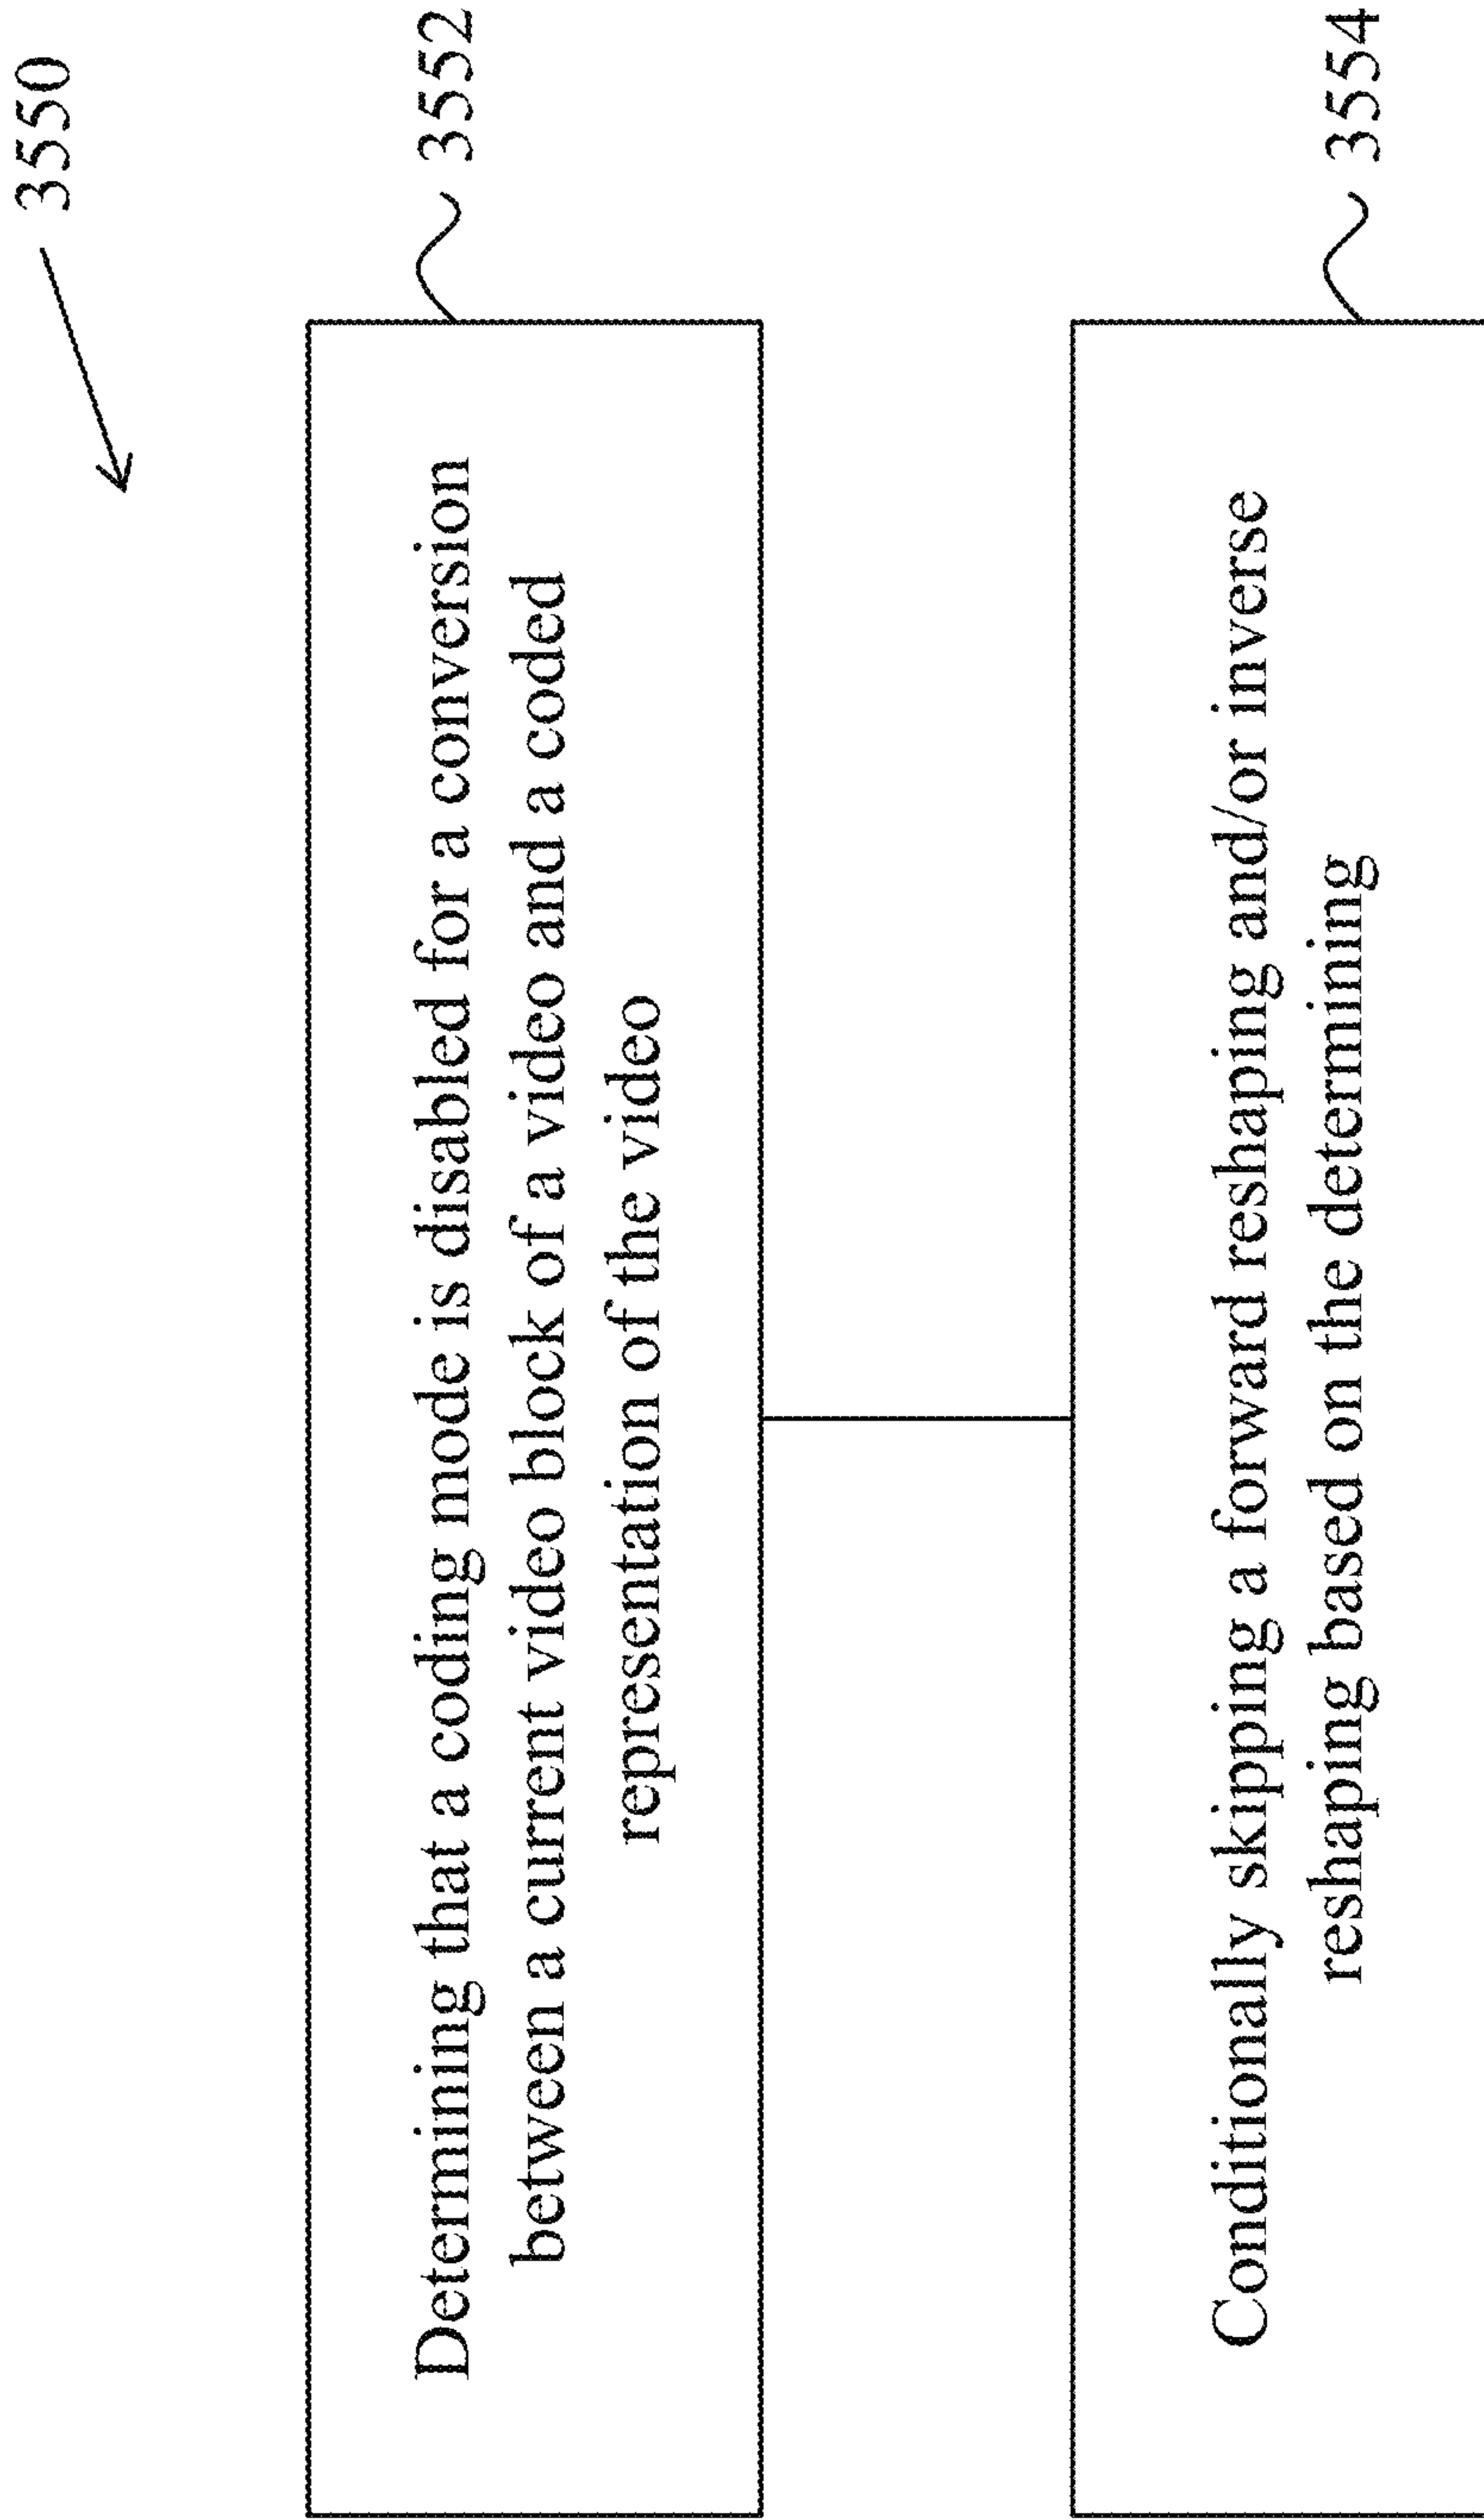 3550
Determining that a coding mode is disabled for a conversion
between a current video block of a video and a coded
representation of the video
3552
Conditionally skipping a forward reshaping and/or inverse
reshaping based on the determining
3554